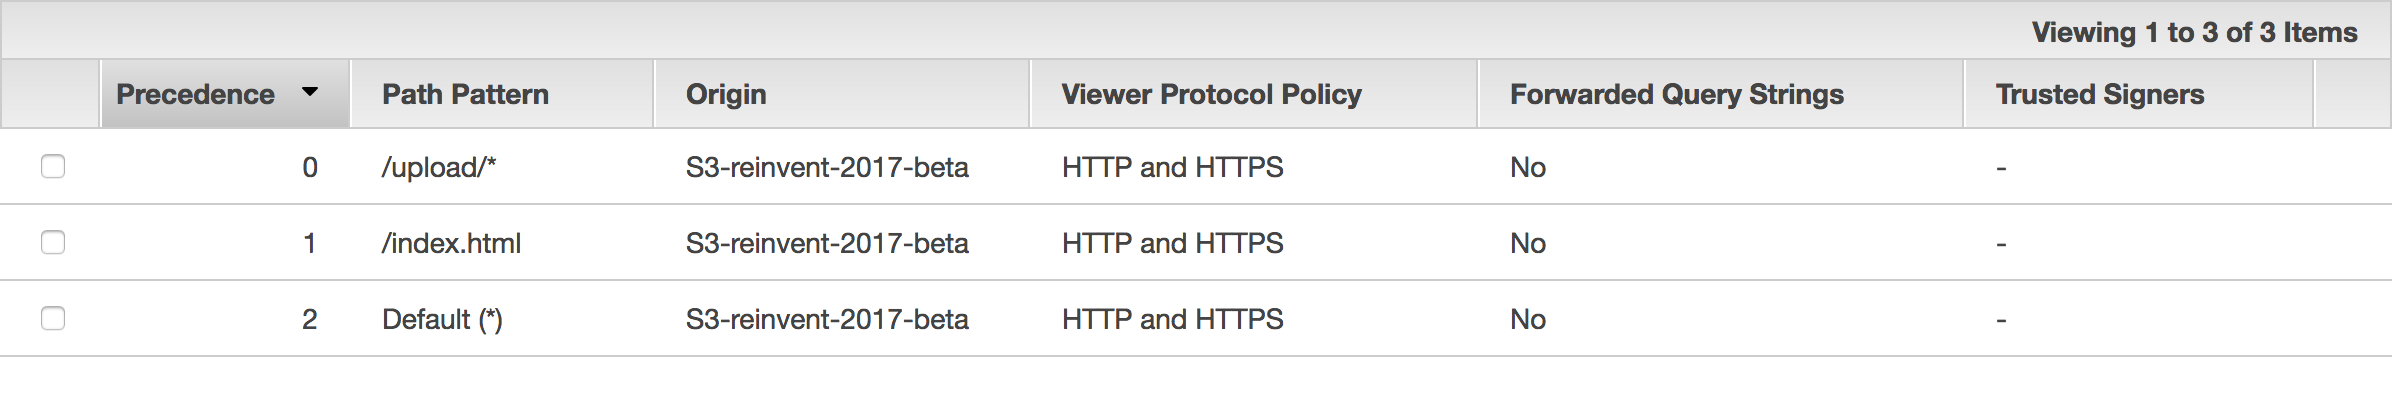 Viewing 1 to 3 of 3 Items
Precedence Path Pattern Origin Viewer Protocol Policy Forwarded Query Strings Trusted Signers
0 /upload/* S3-reinvent-2017-beta HTTP and HTTPS No -
1 /index.html S3-reinvent-2017-beta HTTP and HTTPS No -
2 Default (*) S3-reinvent-2017-beta HTTP and HTTPS No -